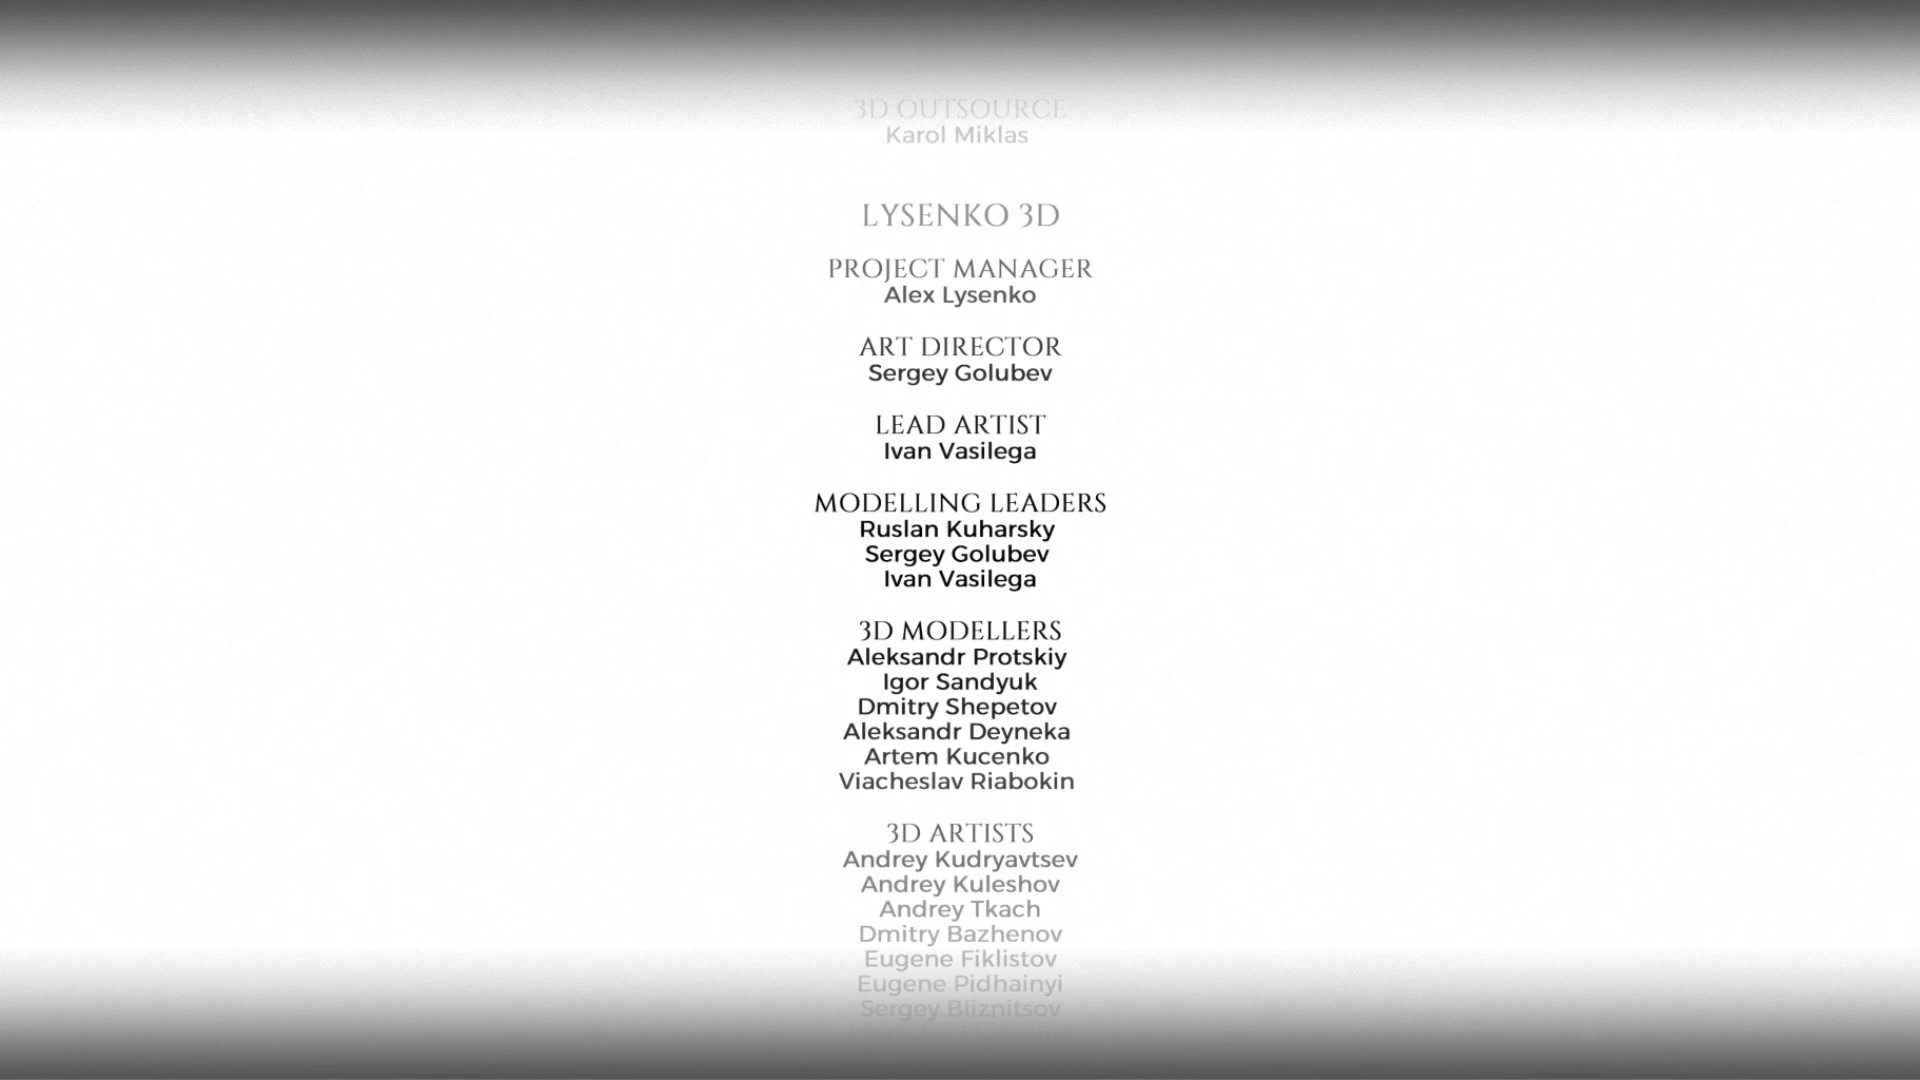 3D OUTSOURCE
Karol Miklas
LYSENKO 3D
PROJECT MANAGER
Alex Lysenko
ART DIRECTOR
Sergey Golubev
LEAD ARTIST
Ivan Vasilega
MODELLING LEADERS
Ruslan Kuharsky
Sergey Golubev
Ivan Vasilega
3D MODELLERS
Aleksandr Protskiy
Igor Sandyuk
Dmitry Shepetov
Aleksandr Deyneka
Artem Kucenko
Viacheslav Riabokin
3D ARTISTS
Andrey Kudryavtsev
Andrey Kuleshov
Andrey Tkach
Dmitry Bazhenov
Eugene Fiklistov
Eugene Pidhainyi
Sergey Bliznitsov